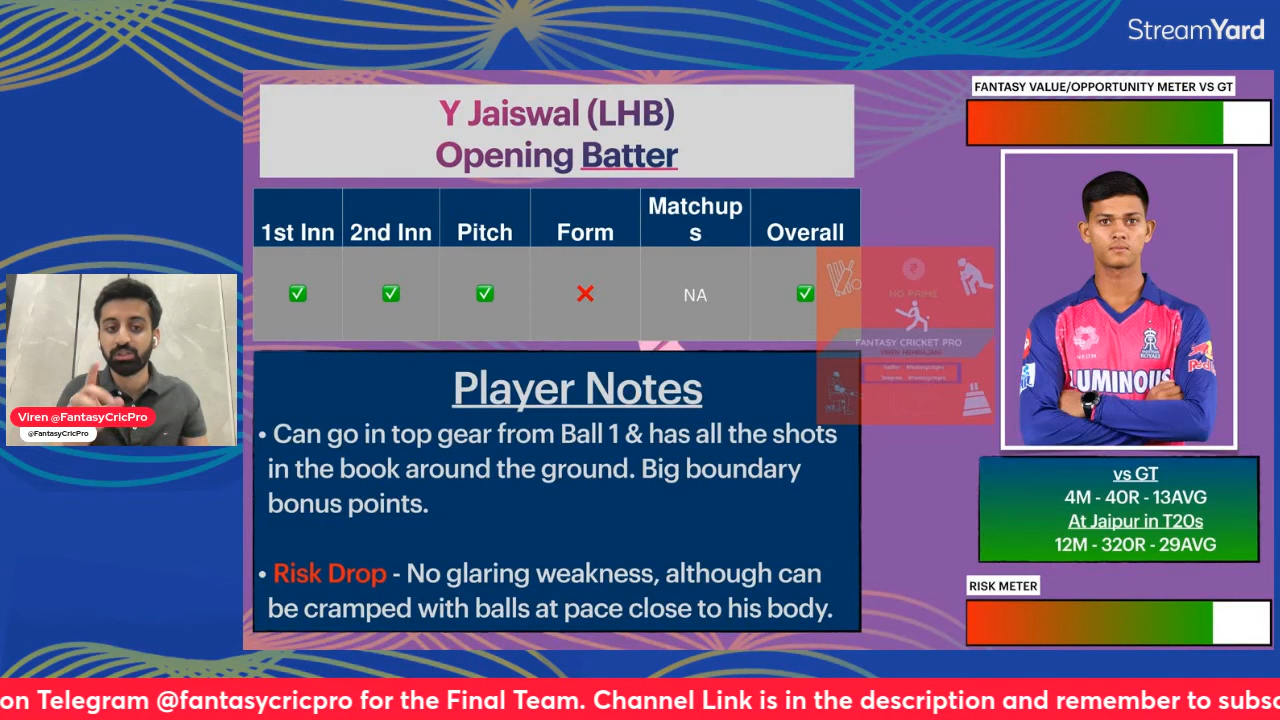 StreamYard
FANTASY VALUE/OPPORTUNITY METER VS GT
Y Jaiswal (LHB)
Opening Batter
1st Inn 2nd Inn Pitch Form Matchup
s Overall
✅ ✅ ✅ ❌ NA ✅
NO PRIME
FANTASY CRICKET PRO
Player Notes
• Can go in top gear from Ball 1 & has all the shots
in the book around the ground. Big boundary
bonus points.
• Risk Drop - No glaring weakness, although can
be cramped with balls at pace close to his body.
Viren @FantasyCricPro
@FantasyCricPro
NEOM
LUMINOUS
vs GT
4M - 40R - 13AVG
At Jaipur in T20s
12M - 320R - 29AVG
RISK METER
on Telegram @fantasycricpro for the Final Team. Channel Link is in the description and remember to subsc